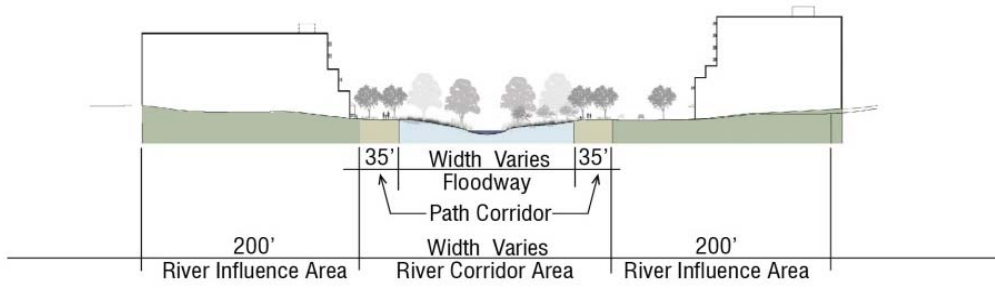 35' Width Varies 35'
Floodway
Path Corridor
200' Width Varies 200'
River Influence Area River Corridor Area River Influence Area